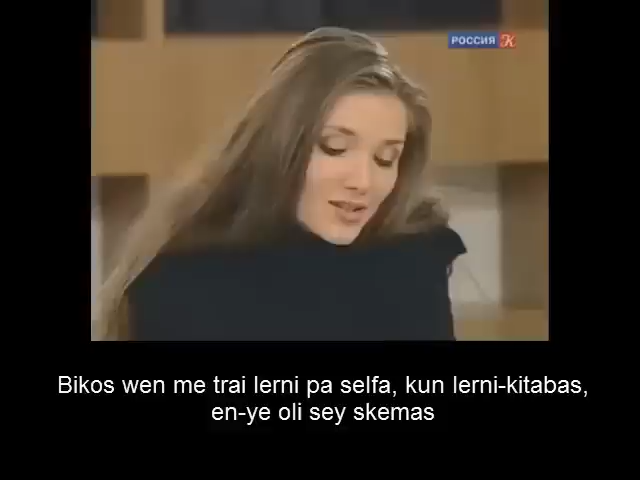 РОССИЯ К
Bikos wen me trai lerni pa selfa, kun lerni-kitabas,
en-ye oli sey skemas